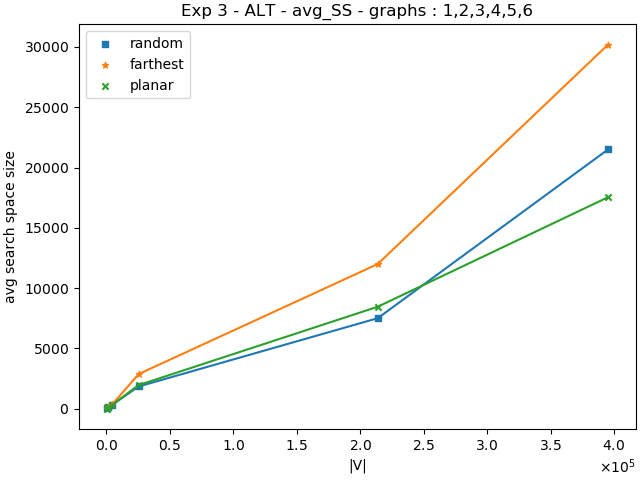 Exp 3 - ALT - avg_SS - graphs : 1,2,3,4,5,6
random
farthest
planar
30000
25000
20000
15000
10000
5000
0
avg search space size
0.0 0.5 1.0 1.5 2.0 2.5 3.0 3.5 4.0
|V|
×10⁵